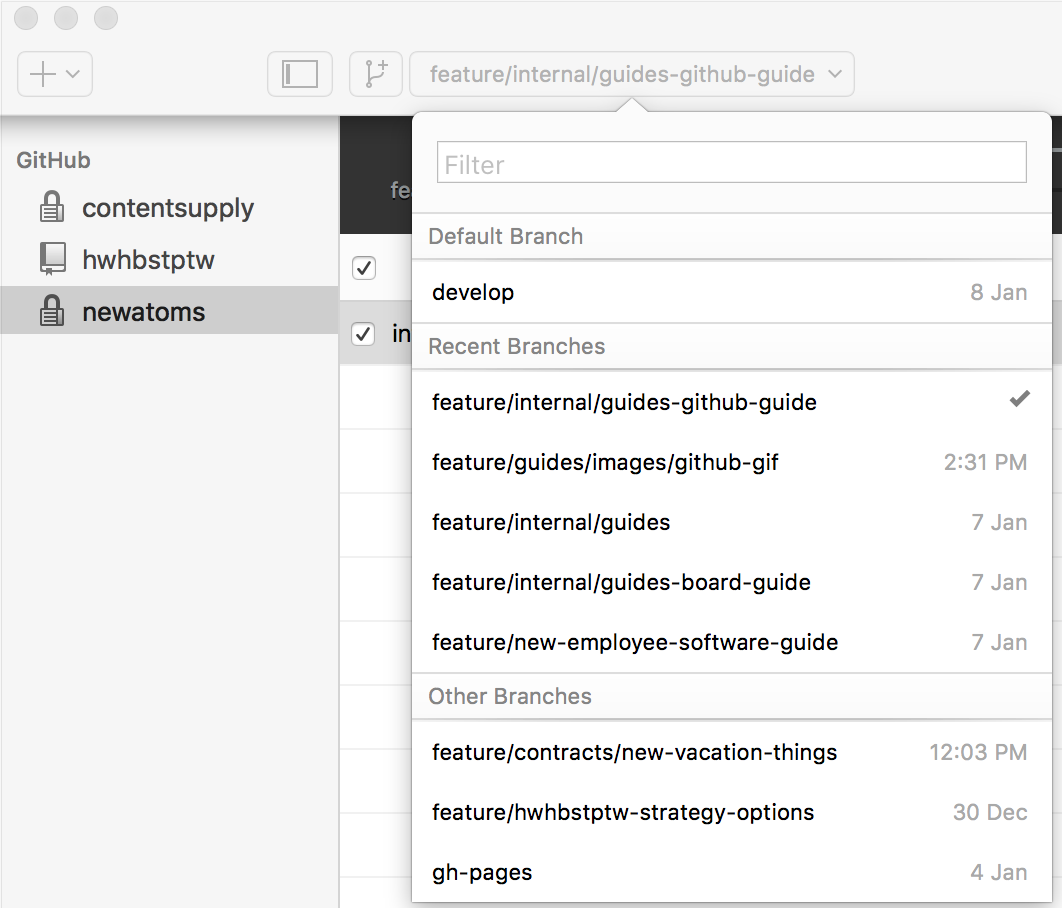 feature/internal/guides-github-guide
GitHub
contentsupply
hwhbstptw
newatoms
fe
in
Filter
Default Branch
develop 8 Jan
Recent Branches
feature/internal/guides-github-guide
feature/guides/images/github-gif 2:31 PM
feature/internal/guides 7 Jan
feature/internal/guides-board-guide 7 Jan
feature/new-employee-software-guide 7 Jan
Other Branches
feature/contracts/new-vacation-things 12:03 PM
feature/hwhbstptw-strategy-options 30 Dec
gh-pages 4 Jan